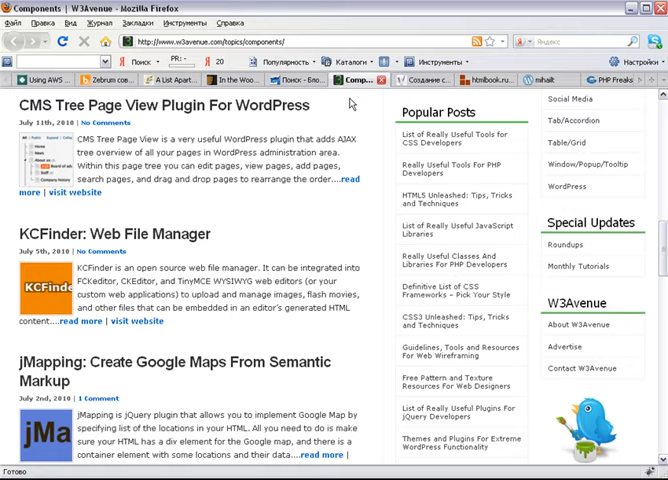 Components | W3Avenue - Mozilla Firefox
Файл Правка Вид Журнал Закладки Инструменты Справка
http://www.w3avenue.com/topics/components/
Яндекс
Поиск PR: - Я 20 Популярность Каталоги Инструменты Настройки
Using AWS ... Zebrum cов... A List Apart... In the Woo... Поиск - Бло... Comp... Создание с... htmlbook.ru... mihalt PHP Freaks
CMS Tree Page View Plugin For WordPress
July 11th, 2010 | No Comments
CMS Tree Page View is a very useful WordPress plugin that adds AJAX
tree overview of all your pages in WordPress administration area.
Within this page tree you can edit pages, view pages, add pages,
search pages, and drag and drop pages to rearrange the order....read
more | visit website
KCFinder: Web File Manager
July 5th, 2010 | No Comments
KCFinde
KCFinder is an open source web file manager. It can be integrated into
FCKeditor, CKEditor, and TinyMCE WYSIWYG web editors (or your
custom web applications) to upload and manage images, flash movies,
and other files that can be embedded in an editor's generated HTML
content....read more | visit website
jMapping: Create Google Maps From Semantic
Markup
July 2nd, 2010 | 1 Comment
jMa
jMapping is jQuery plugin that allows you to implement Google Map by
specifying list of the locations in your HTML. All you need to do is make
sure your HTML has a div element for the Google map, and there is a
container element with some locations and their data....read more |
Popular Posts
List of Really Useful Tools for
CSS Developers
Really Useful Tools For PHP
Developers
HTML5 Unleashed: Tips, Tricks
and Techniques
List of Really Useful JavaScript
Libraries
Really Useful Classes And
Libraries For PHP Developers
Definitive List of CSS
Frameworks – Pick Your Style
CSS3 Unleashed: Tips, Tricks
and Techniques
Guidelines, Tools and Resources
For Web Wireframing
Free Pattern and Texture
Resources For Web Designers
List of Really Useful Plugins For
jQuery Developers
Themes and Plugins For Extreme
WordPress Functionality
Social Media
Tab/Accordion
Table/Grid
Window/Popup/Tooltip
WordPress
Special Updates
Roundups
Monthly Tutorials
W3Avenue
About W3Avenue
Advertise
Contact W3Avenue
Готово